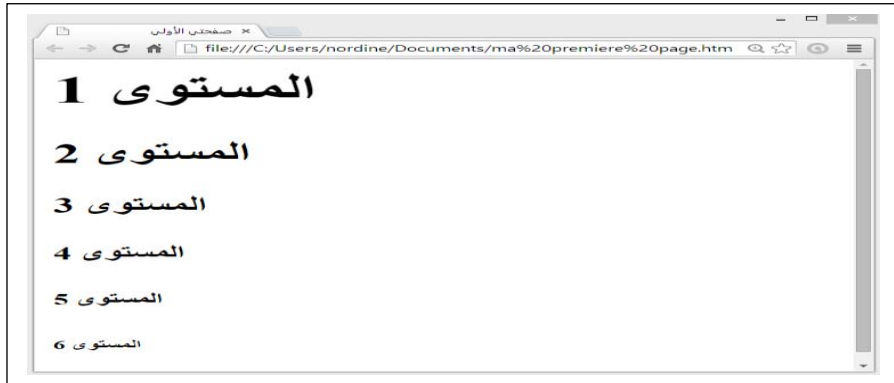 صفحتي الأولى
file:///C:/Users/nordine/Documents/ma%20premiere%20page.htm
المستوى 1
المستوى 2
المستوى 3
المستوى 4
المستوى 5
المستوى 6